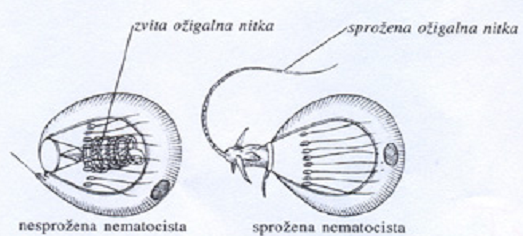 zvita ožigalna nitka
sprožena ožigalna nitka
nesprožena nematocista
sprožena nematocista